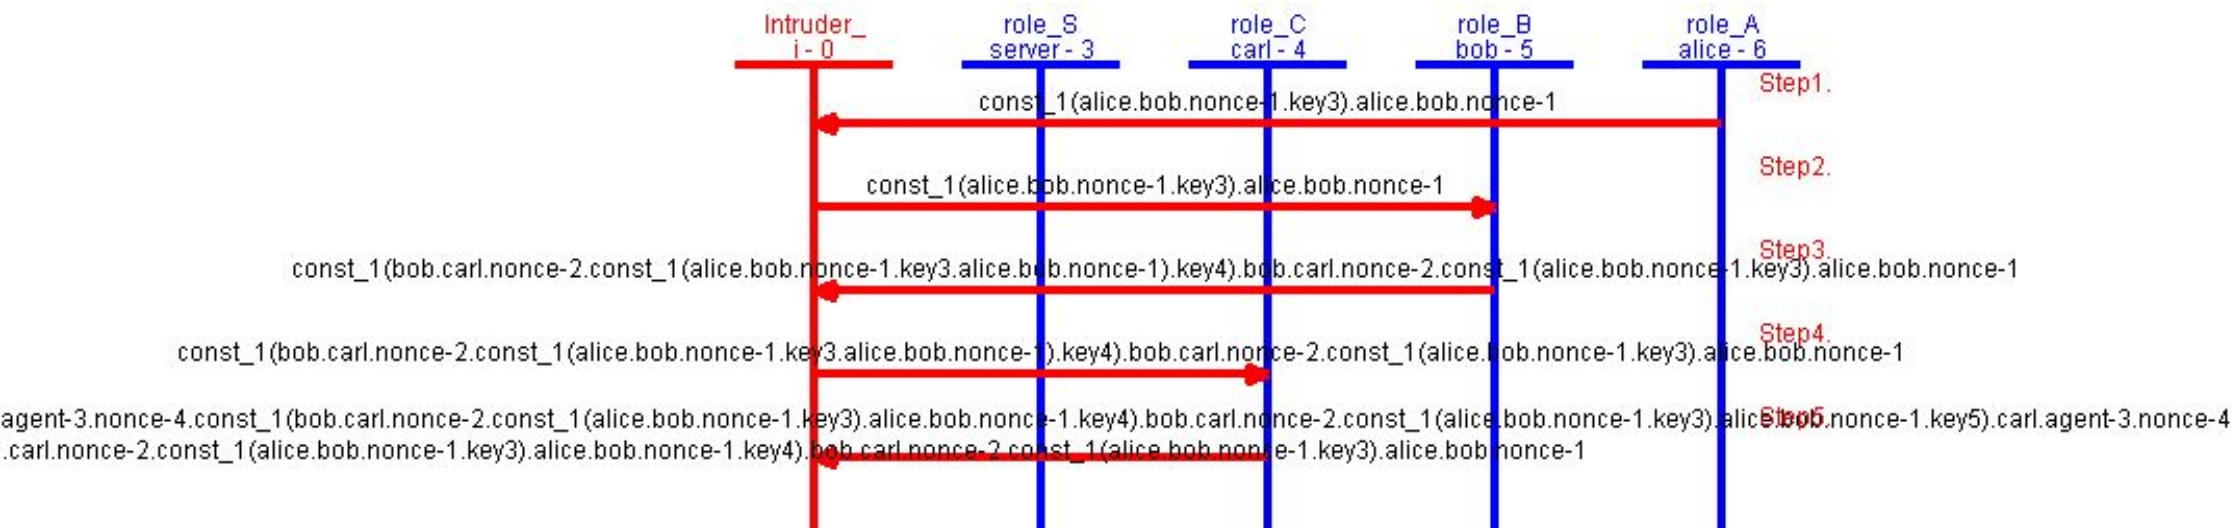 Intruder_
i - 0
role_S
server - 3
role_C
carl - 4
role_B
bob - 5
role_A
alice - 6
Step1.
const_1(alice.bob.nonce-1.key3).alice.bob.nonce-1
Step2.
const_1(alice.bob.nonce-1.key3).alice.bob.nonce-1
Step3.
const_1(bob.carl.nonce-2.const_1(alice.bob.nonce-1.key3.alice.bob.nonce-1).key4).bob.carl.nonce-2.const_1(alice.bob.nonce-1.key3).alice.bob.nonce-1
Step4.
const_1(bob.carl.nonce-2.const_1(alice.bob.nonce-1.key3.alice.bob.nonce-1).key4).bob.carl.nonce-2.const_1(alice.bob.nonce-1.key3).alice.bob.nonce-1
Step5.
agent-3.nonce-4.const_1(bob.carl.nonce-2.const_1(alice.bob.nonce-1.key3).alice.bob.nonce-1.key4).bob.carl.nonce-2.const_1(alice.bob.nonce-1.key3).alice.bob.nonce-1.key5).carl.agent-3.nonce-4
.carl.nonce-2.const_1(alice.bob.nonce-1.key3).alice.bob.nonce-1.key4).bob.carl.nonce-2.const_1(alice.bob.nonce-1.key3).alice.bob.nonce-1